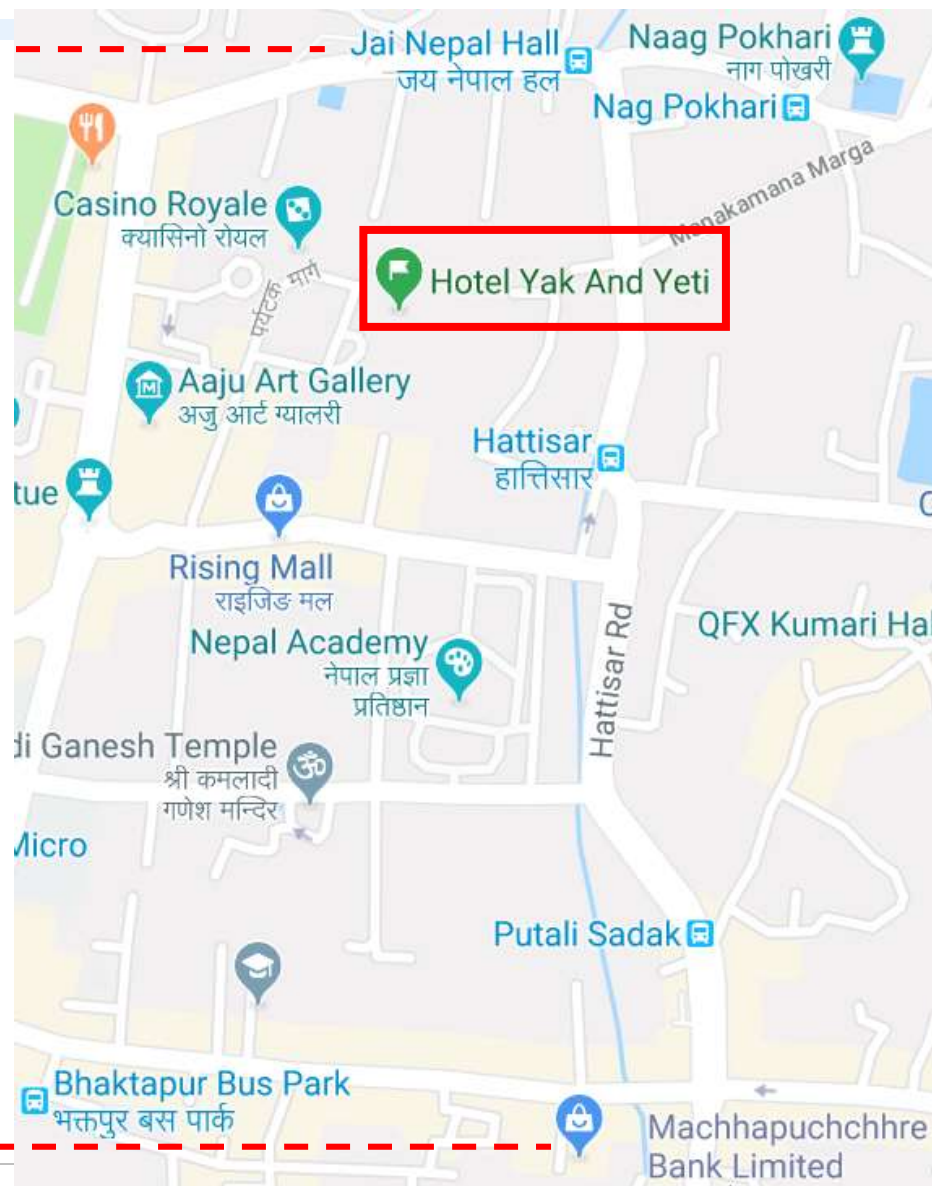 Jai Nepal Hall
जय नेपाल हल
Naag Pokhari
नाग पोखरी
Nag Pokhari
Manakamana Marga
Casino Royale
क्यासिनो रोयल
पर्यटक मार्ग
Hotel Yak And Yeti
Aaju Art Gallery
अजु आर्ट ग्यालरी
Hattisar
हात्तिसार
tue
Rising Mall
राइजिङ मल
Hattisar Rd
QFX Kumari Hal
Nepal Academy
नेपाल प्रज्ञा
प्रतिष्ठान
di Ganesh Temple
श्री कमलादी
गणेश मन्दिर
Micro
Putali Sadak
Bhaktapur Bus Park
भक्तपुर बस पार्क
Machhapuchchhre
Bank Limited